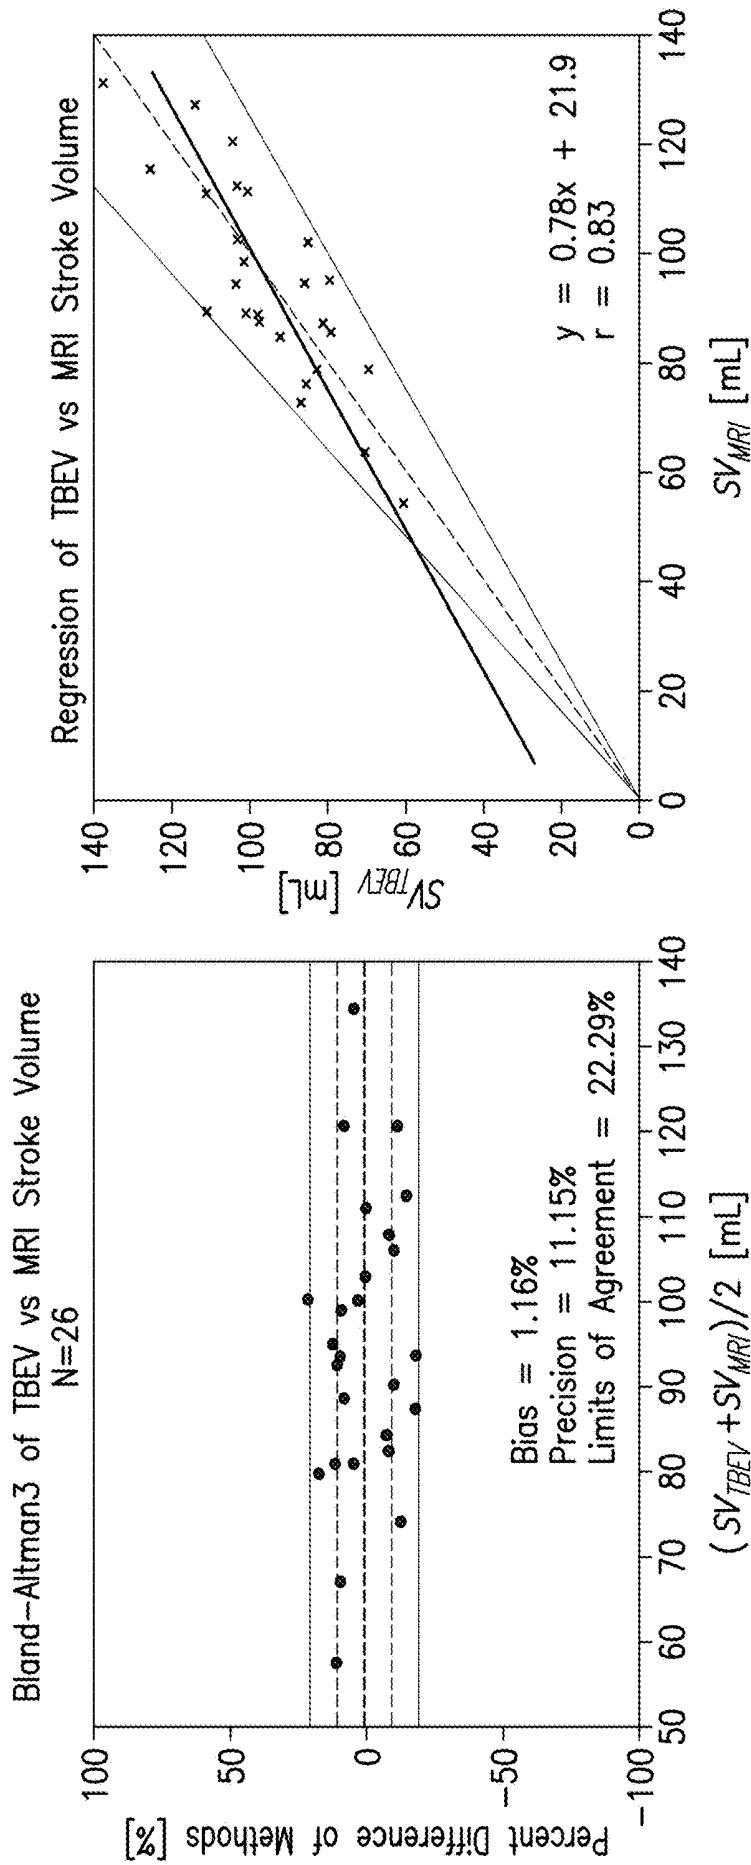 Bland-Altman3 of TBEV vs MRI Stroke Volume
N=26
Percent Difference of Methods [%]
100
50
0
-50
-100
Bias = 1.16%
Precision = 11.15%
Limits of Agreement = 22.29%
50 60 70 80 90 100 110 120 130 140
(SV_TBEV + SV_MRI)/2 [mL]
Regression of TBEV vs MRI Stroke Volume
SV_TBEV [mL]
140
120
100
80
60
40
20
0
y = 0.78x + 21.9
r = 0.83
0 20 40 60 80 100 120 140
SV_MRI [mL]